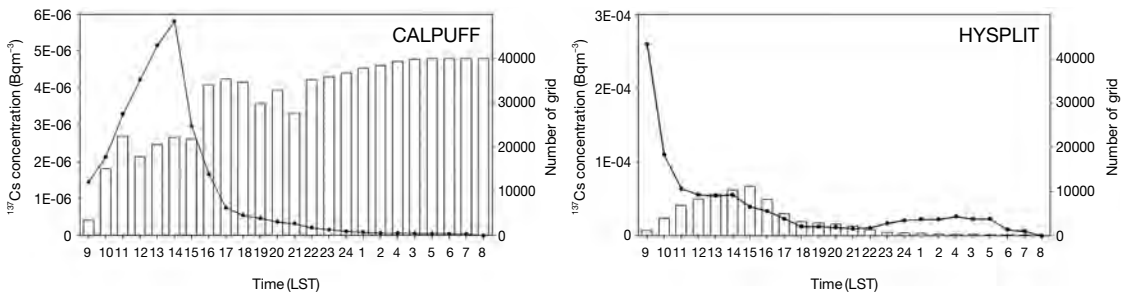 CALPUFF
¹³⁷Cs concentration (Bqm⁻³)
6E-06
5E-06
4E-06
3E-06
2E-06
1E-06
0
40000
30000
20000
10000
0
Number of grid
9 10 11 12 13 14 15 16 17 18 19 20 21 22 23 24 1 2 4 3 5 6 7 8
Time (LST)
HYSPLIT
¹³⁷Cs concentration (Bqm⁻³)
3E-04
2E-04
1E-04
0
40000
30000
20000
10000
0
Number of grid
9 10 11 12 13 14 15 16 17 18 19 20 21 22 23 24 1 2 3 4 5 6 7 8
Time (LST)